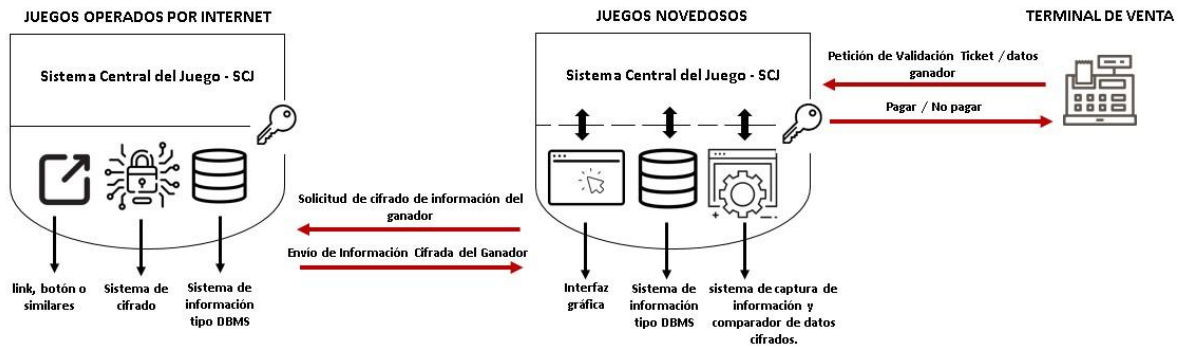 JUEGOS OPERADOS POR INTERNET
JUEGOS NOVEDOSOS
TERMINAL DE VENTA
Sistema Central del Juego - SCJ
Sistema Central del Juego - SCJ
Petición de Validación Ticket / datos
ganador
Pagar / No pagar
Solicitud de cifrado de información del
ganador
Envío de Información Cifrada del Ganador
link, botón o
similares
Sistema de
cifrado
Sistema de
información
tipo DBMS
Interfaz
gráfica
Sistema de
información
tipo DBMS
sistema de captura de
información y
comparador de datos
cifrados.